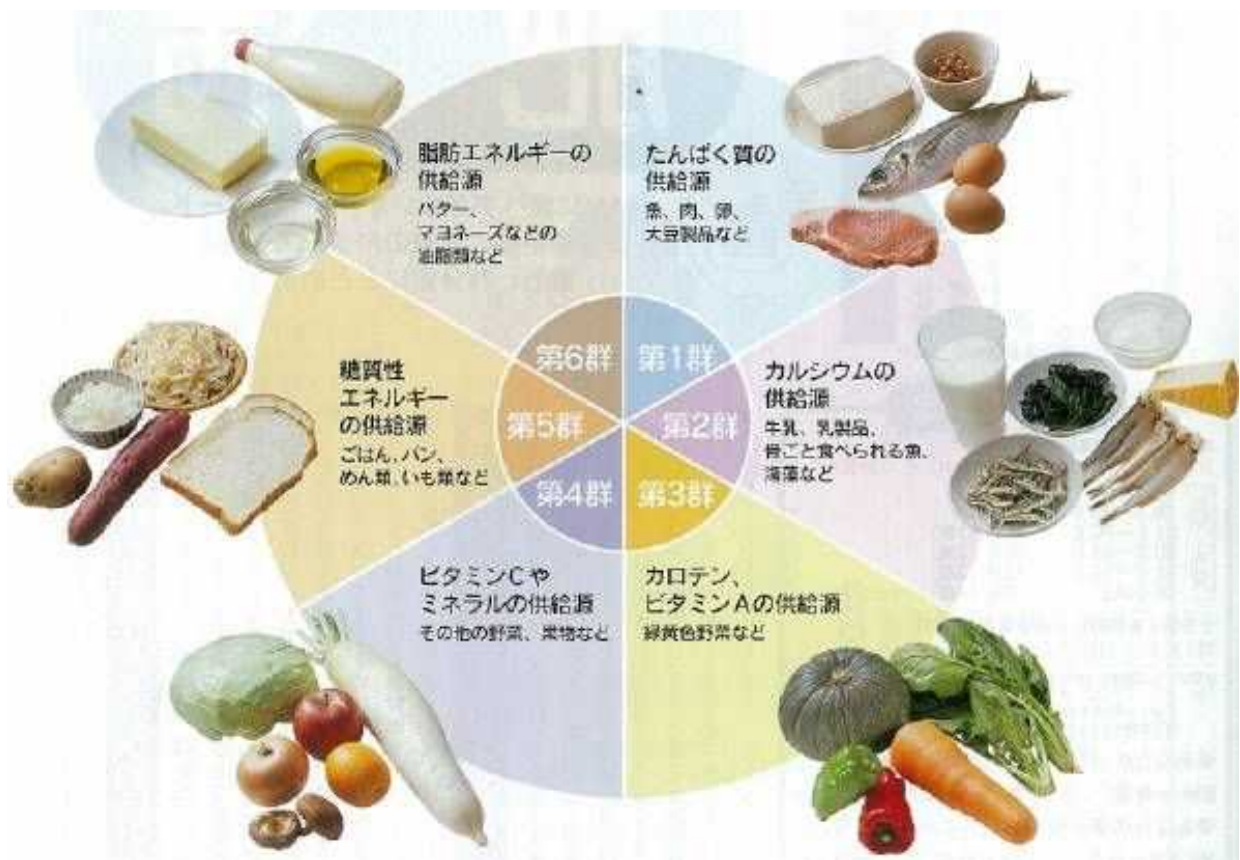 脂肪エネルギーの
供給源
バター、
マヨネーズなどの
油脂類など
たんぱく質の
供給源
魚、肉、卵、
大豆製品など
第6群
第1群
糖質性
エネルギー
の供給源
ごはん、パン、
めん類、いも類など
カルシウムの
供給源
牛乳、乳製品、
骨ごと食べられる魚、
海藻など
第5群
第2群
第4群
第3群
ビタミンCや
ミネラルの供給源
その他の野菜、果物など
カロテン、
ビタミンAの供給源
緑黄色野菜など